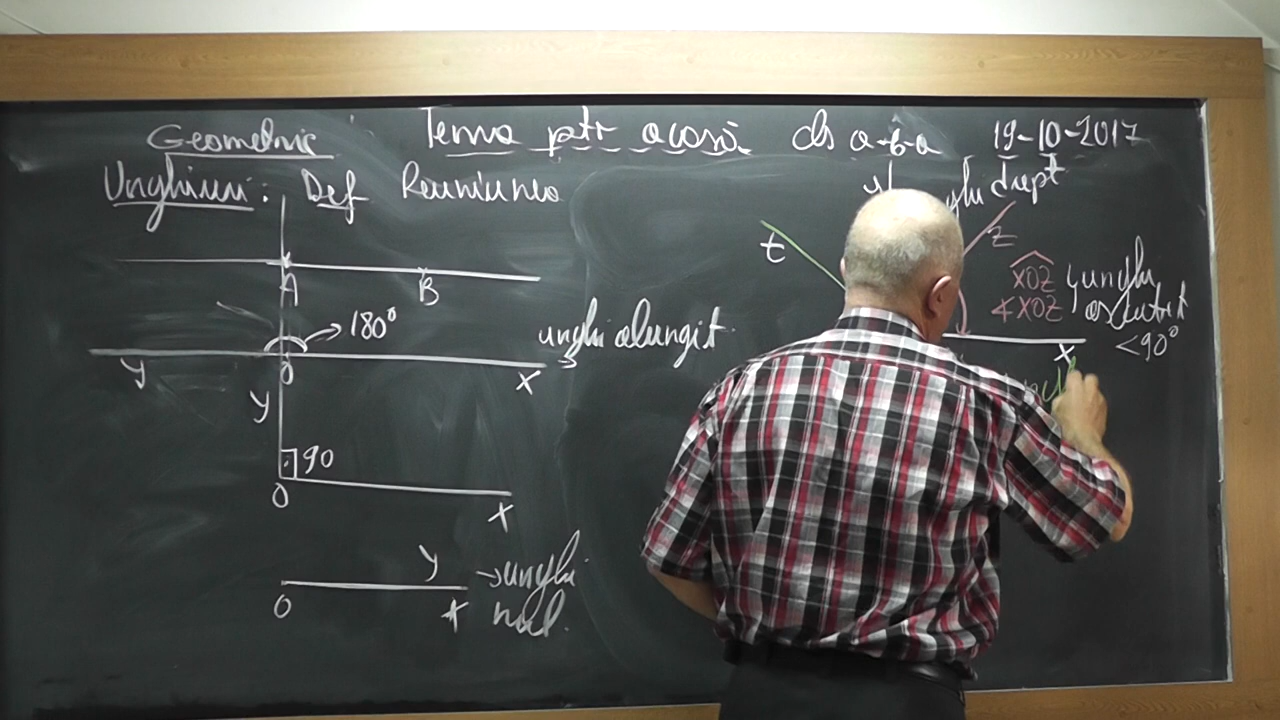 Geometrie Tema ptr acasă cls a-6-a 19-10-2017
Unghiuri: Def Reuniunea
y ghi drept
t
z
A B
XOZ unghi
∢XOZ ascutit
<90°
180°
unghi alungit
y O x
x
y
90
O x
y → unghi
O x nul.